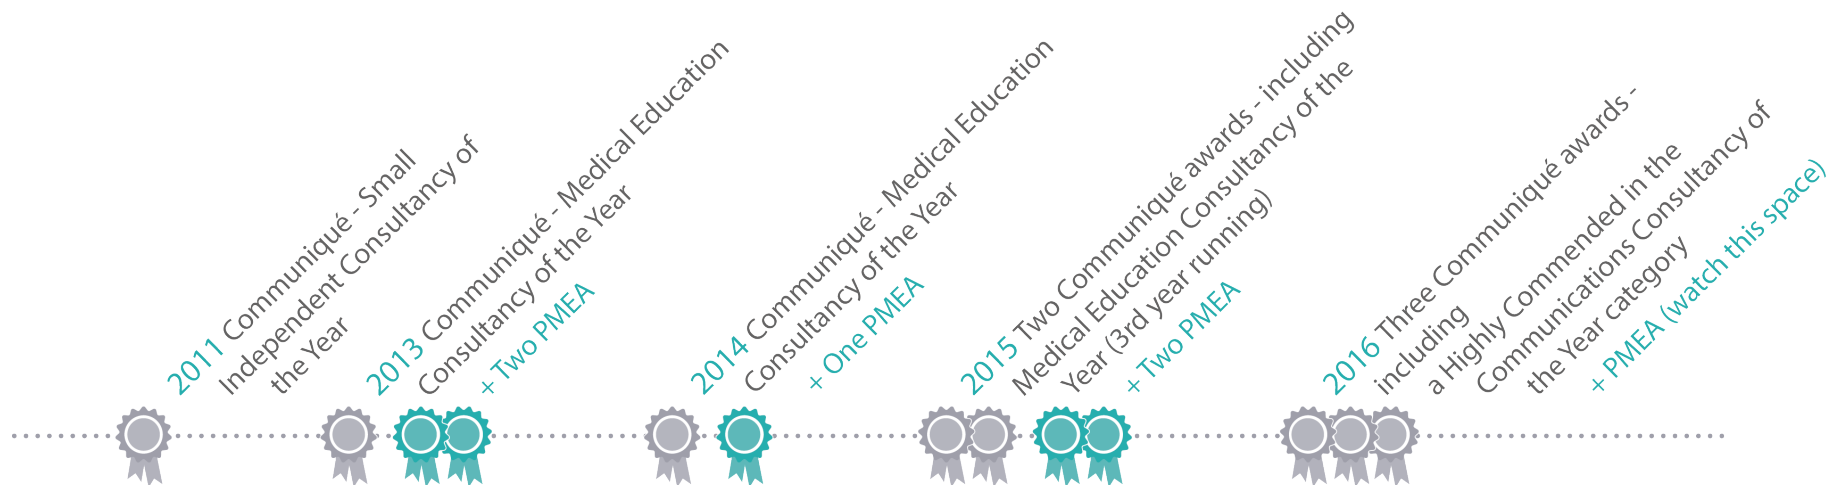 2011 Communiqué - Small
Independent Consultancy of
the Year
2013 Communiqué - Medical Education
Consultancy of the Year
+ Two PMEA
2014 Communiqué - Medical Education
Consultancy of the Year
+ One PMEA
2015 Two Communiqué awards - including
Medical Education Consultancy of the
Year (3rd year running)
+ Two PMEA
2016 Three Communiqué awards -
including
a Highly Commended in the
Communications Consultancy of
the Year category
+ PMEA (watch this space)